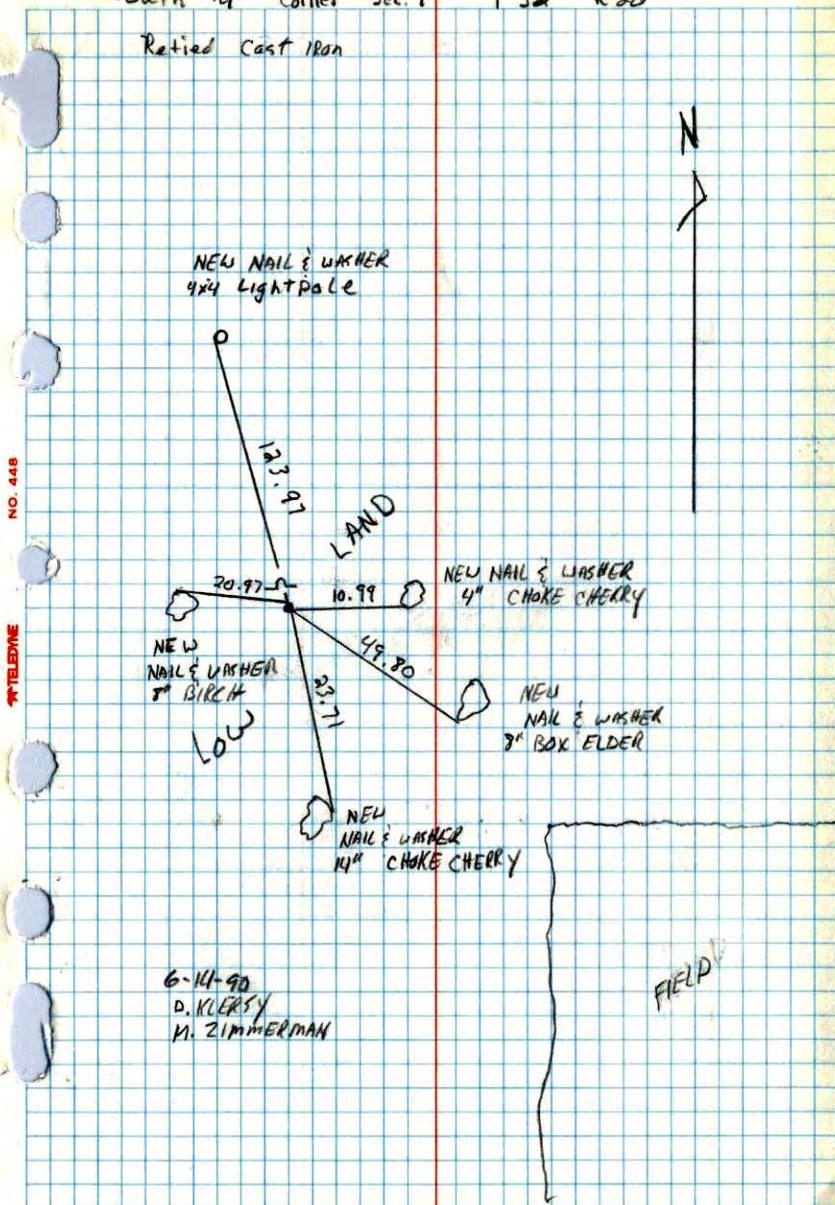 Corner Sec.
Retied Cast Iron
N
NEW NAIL & WASHER
4x4 Lightpole
123.97
LAND
20.97
10.99
NEW NAIL & WASHER
4" CHOKE CHERRY
NEW
NAIL & WASHER
8" BIRCH
49.80
23.71
LOW
NEW
NAIL & WASHER
8" BOX ELDER
NEW
NAIL & WASHER
14" CHOKE CHERRY
FIELD
6-14-90
D. KLERSY
M. ZIMMERMAN
NO. 448
TELEDYNE